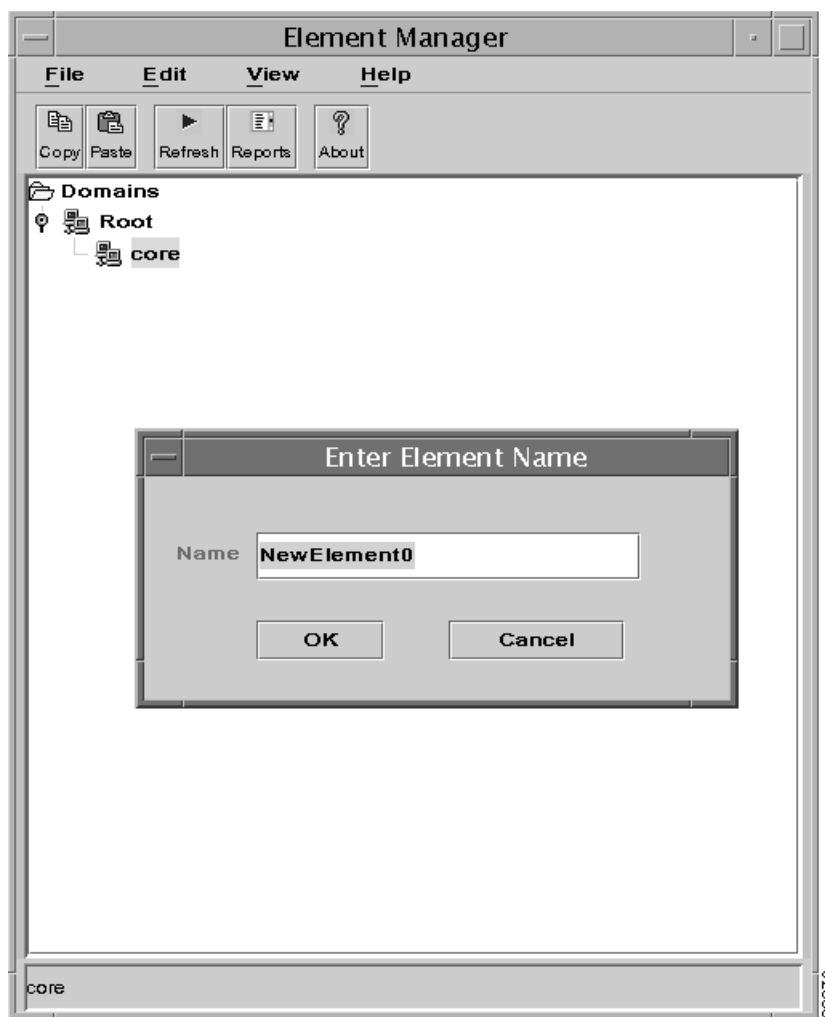 Element Manager
File Edit View Help
Copy Paste Refresh Reports About
Domains
Root
core
Enter Element Name
Name NewElement0
OK Cancel
core